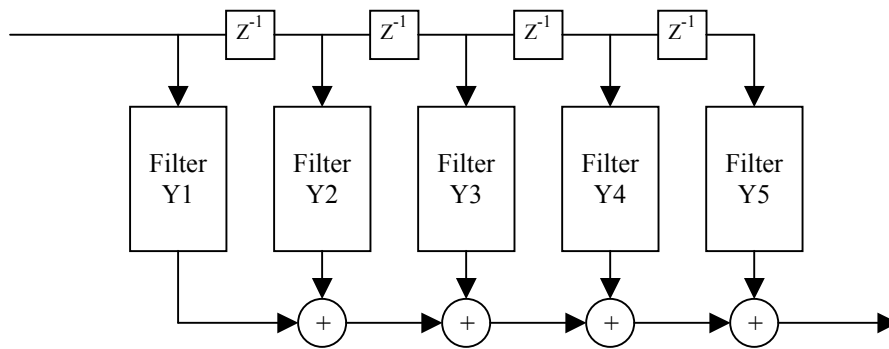 Z⁻¹ Z⁻¹ Z⁻¹ Z⁻¹
Filter Filter Filter Filter Filter
Y1 Y2 Y3 Y4 Y5
+ + + +